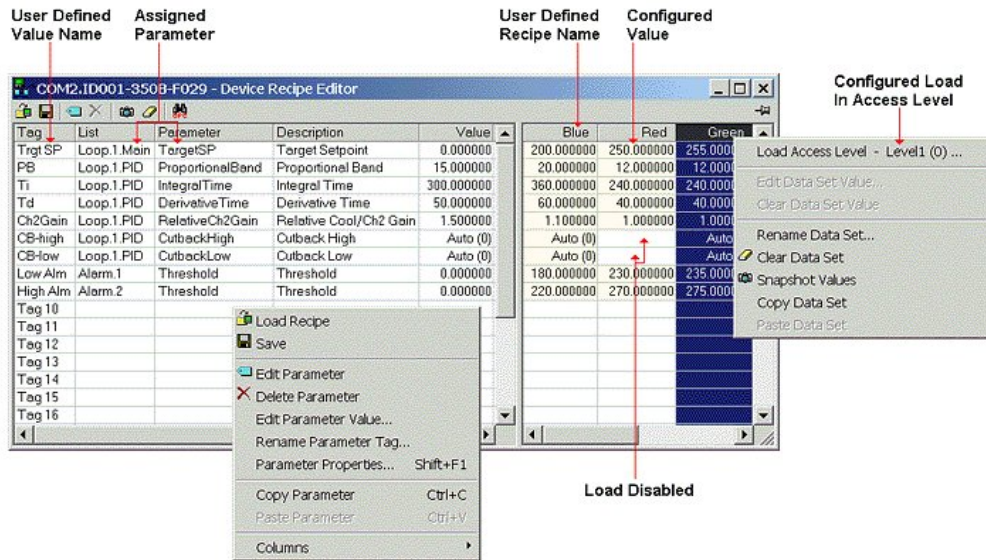 User Defined Value Name
Assigned Parameter
User Defined Recipe Name
Configured Value
Configured Load In Access Level
COM2.ID001-3508-F029 - Device Recipe Editor
Tag List Parameter Description Value Blue Red Green
Trgt SP Loop.1.Main TargetSP Target Setpoint 0.000000 200.000000 250.000000 255.0000
PB Loop.1.PID ProportionalBand Proportional Band 15.000000 20.000000 12.000000 12.0000
Ti Loop.1.PID IntegralTime Integral Time 300.000000 360.000000 240.000000 240.0000
Td Loop.1.PID DerivativeTime Derivative Time 50.000000 60.000000 40.000000 40.0000
Ch2Gain Loop.1.PID RelativeCh2Gain Relative Cool/Ch2 Gain 1.500000 1.100000 1.000000 1.0000
CB-high Loop.1.PID CutbackHigh Cutback High Auto (0) Auto (0) Auto
CB-low Loop.1.PID CutbackLow Cutback Low Auto (0) Auto (0) Auto
Low Alm Alarm.1 Threshold Threshold 0.000000 180.000000 230.000000 235.0000
High Alm Alarm.2 Threshold Threshold 0.000000 220.000000 270.000000 275.0000
Tag 10
Tag 11
Tag 12
Tag 13
Tag 14
Tag 15
Tag 16
Load Recipe
Save
Edit Parameter
Delete Parameter
Edit Parameter Value...
Rename Parameter Tag...
Parameter Properties... Shift+F1
Copy Parameter Ctrl+C
Paste Parameter Ctrl+V
Columns
Load Access Level - Level1 (0) ...
Edit Data Set Value...
Clear Data Set Value
Rename Data Set...
Clear Data Set
Snapshot Values
Copy Data Set
Paste Data Set
Load Disabled